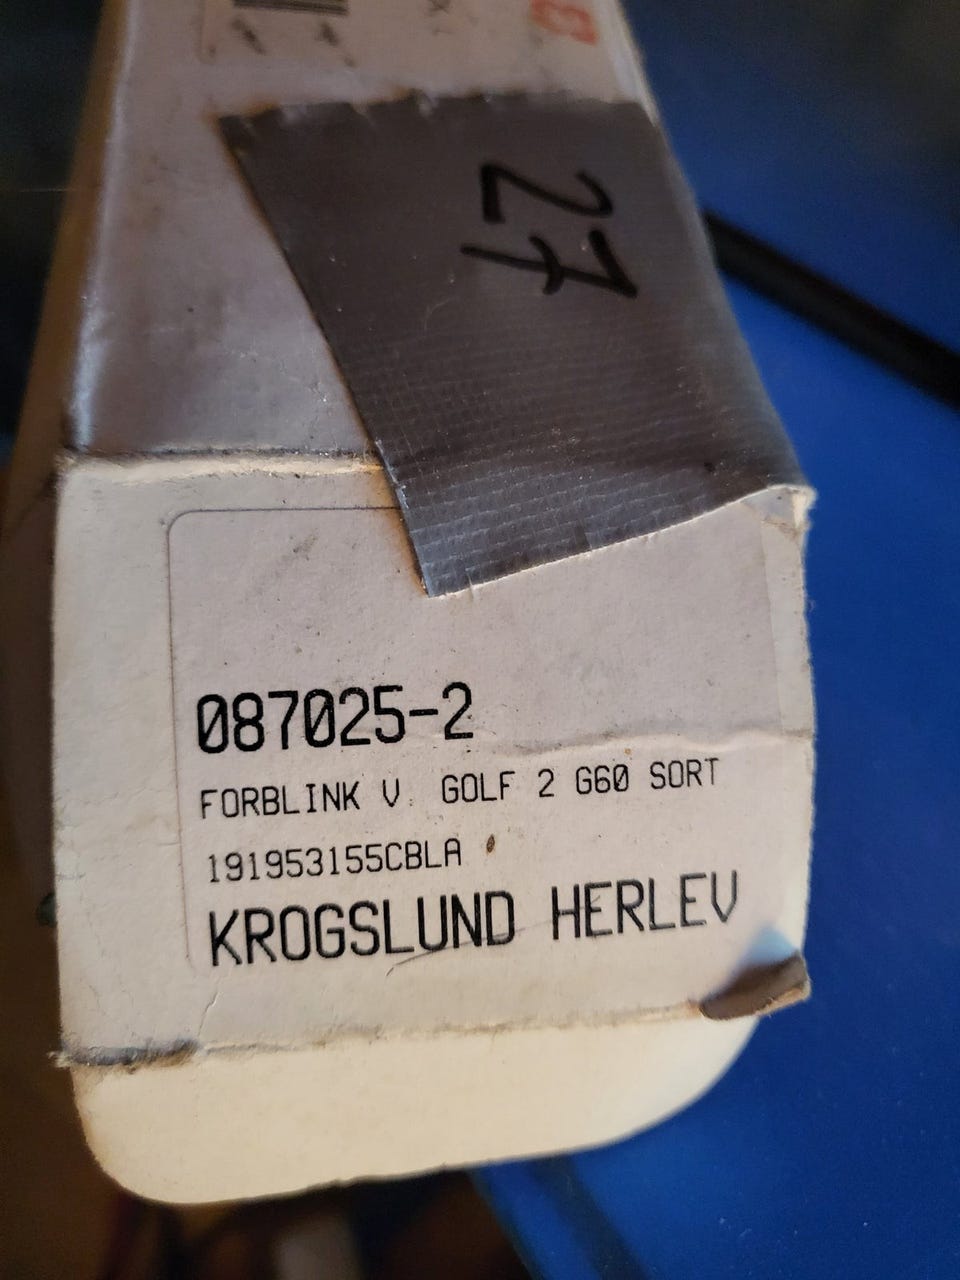 27
087025-2
FORBLINK V. GOLF 2 G60 SORT
191953155CBLA
KROGSLUND HERLEV